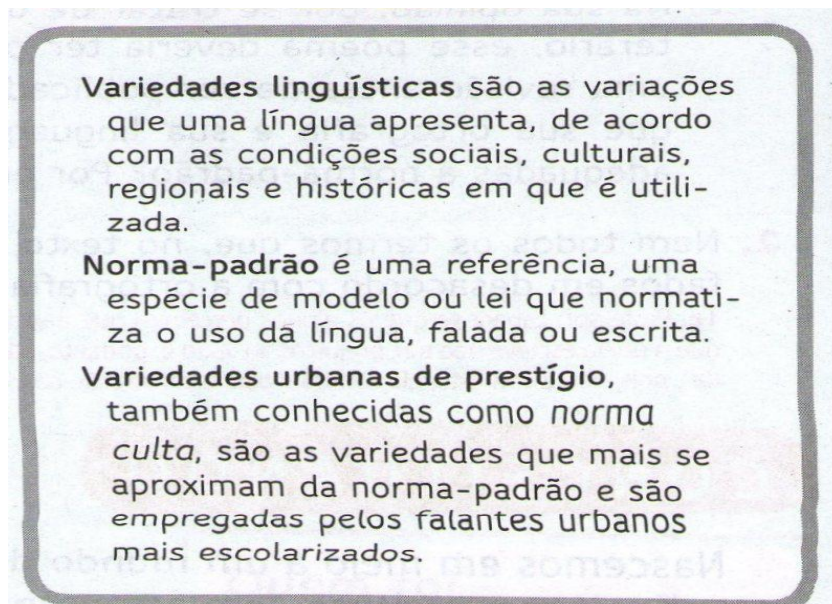 Variedades linguísticas são as variações
que uma língua apresenta, de acordo
com as condições sociais, culturais,
regionais e históricas em que é utili-
zada.
Norma-padrão é uma referência, uma
espécie de modelo ou lei que normati-
za o uso da língua, falada ou escrita.
Variedades urbanas de prestígio,
também conhecidas como norma
culta, são as variedades que mais se
aproximam da norma-padrão e são
empregadas pelos falantes urbanos
mais escolarizados.